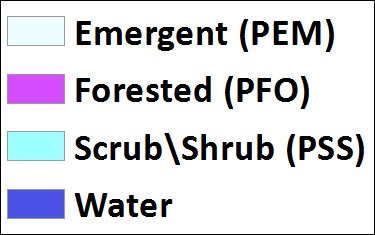 Emergent (PEM)
Forested (PFO)
Scrub\Shrub (PSS)
Water